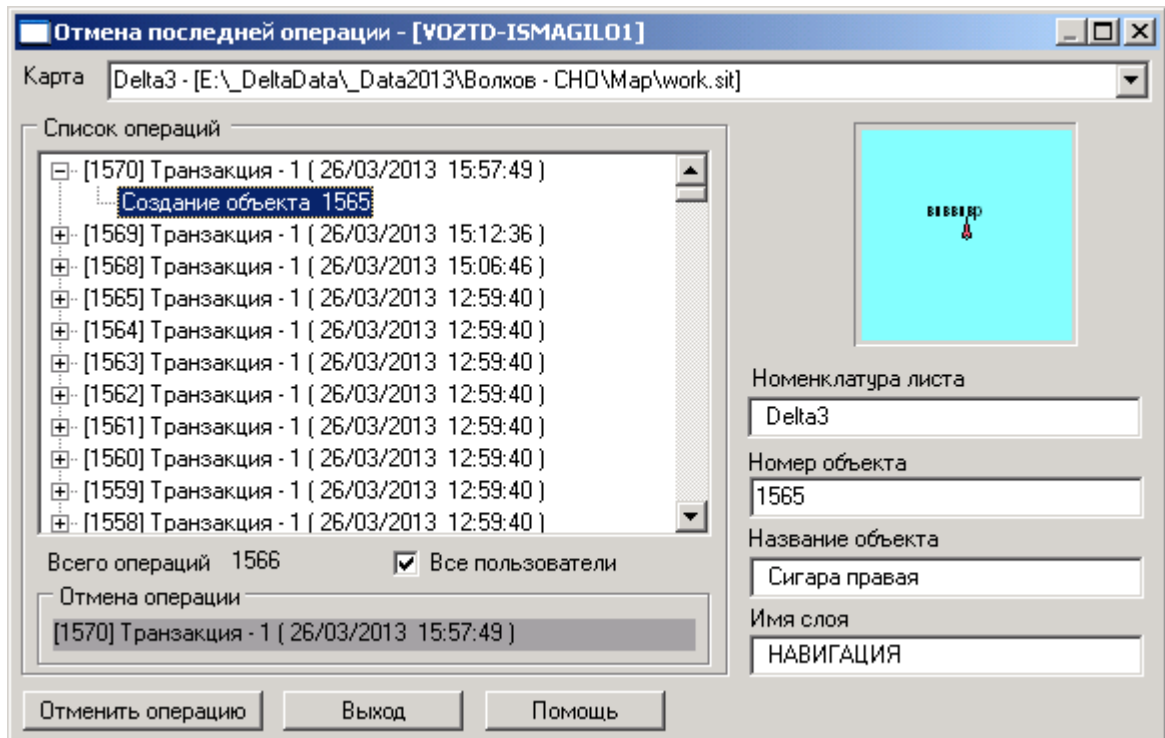 Отмена последней операции - [VOZTD-ISMAGILO1]
Карта Delta3 - [E:\_DeltaData\_Data2013\Волхов - СНО\Map\work.sit]
Список операций
[1570] Транзакция - 1 ( 26/03/2013 15:57:49 )
Создание объекта 1565
[1569] Транзакция - 1 ( 26/03/2013 15:12:36 )
[1568] Транзакция - 1 ( 26/03/2013 15:06:46 )
[1565] Транзакция - 1 ( 26/03/2013 12:59:40 )
[1564] Транзакция - 1 ( 26/03/2013 12:59:40 )
[1563] Транзакция - 1 ( 26/03/2013 12:59:40 )
[1562] Транзакция - 1 ( 26/03/2013 12:59:40 )
[1561] Транзакция - 1 ( 26/03/2013 12:59:40 )
[1560] Транзакция - 1 ( 26/03/2013 12:59:40 )
[1559] Транзакция - 1 ( 26/03/2013 12:59:40 )
[1558] Транзакция - 1 ( 26/03/2013 12:59:40 )
Всего операций 1566 Все пользователи
Отмена операции
[1570] Транзакция - 1 ( 26/03/2013 15:57:49 )
Отменить операцию Выход Помощь
Номенклатура листа
Delta3
Номер объекта
1565
Название объекта
Сигара правая
Имя слоя
НАВИГАЦИЯ